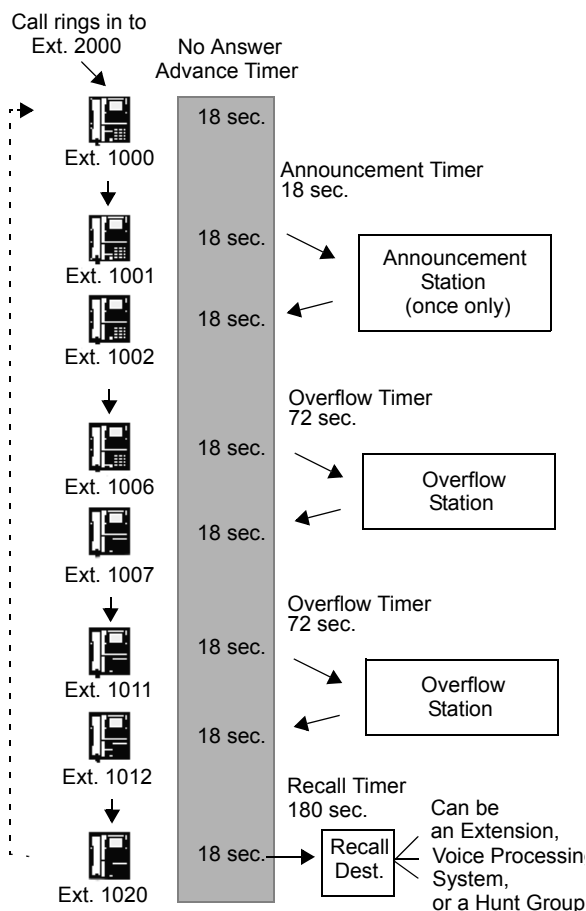 Call rings in to
Ext. 2000
No Answer
Advance Timer
18 sec.
Ext. 1000
Announcement Timer
18 sec.
18 sec.
Ext. 1001
Announcement
Station
(once only)
18 sec.
Ext. 1002
Overflow Timer
72 sec.
18 sec.
Ext. 1006
Overflow
Station
18 sec.
Ext. 1007
Overflow Timer
72 sec.
18 sec.
Ext. 1011
Overflow
Station
18 sec.
Ext. 1012
Recall Timer
180 sec.
18 sec.
Ext. 1020
Recall
Dest.
Can be
an Extension,
Voice Processing
System,
or a Hunt Group